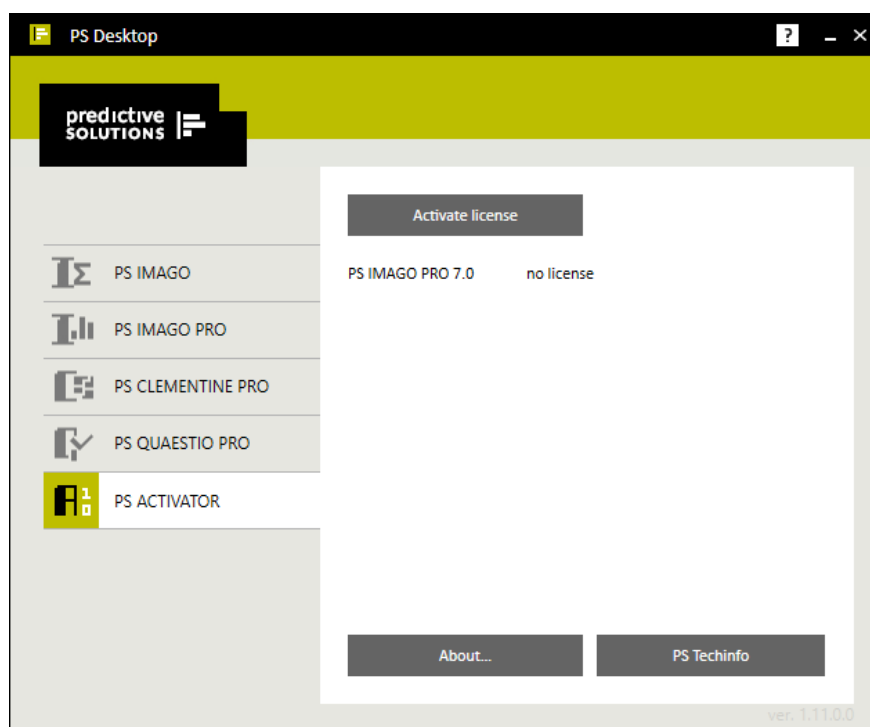 PS Desktop
?
predictive
SOLUTIONS
Activate license
PS IMAGO PRO 7.0 no license
PS IMAGO
PS IMAGO PRO
PS CLEMENTINE PRO
PS QUAESTIO PRO
PS ACTIVATOR
About...
PS Techinfo
ver. 1.11.0.0